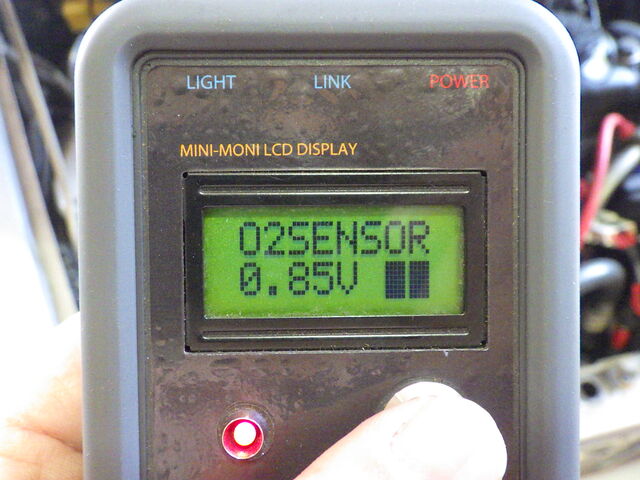 LIGHT LINK POWER
MINI-MONI LCD DISPLAY
O2SENSOR
0.85V